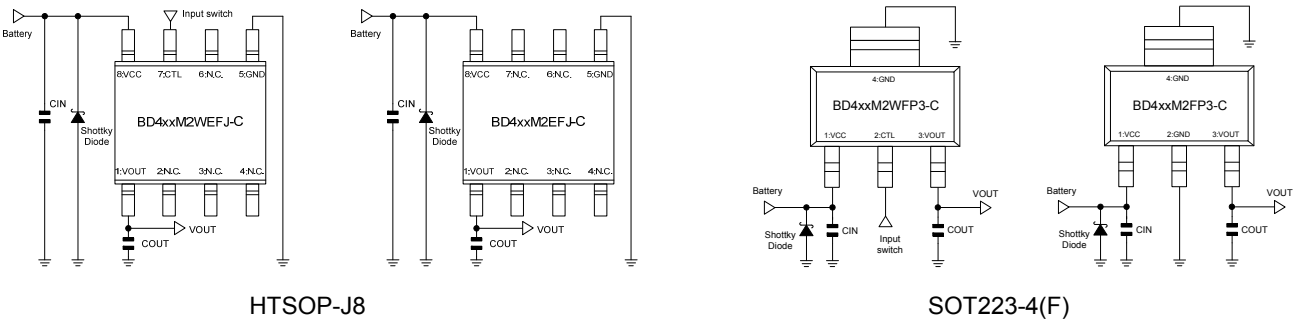 Input switch
Battery
8;VCC 7;CTL 6;N.C. 5;GND
CIN
Shottky
Diode
BD4xxM2WEFJ-C
1;VOUT 2;N.C. 3;N.C. 4;N.C.
VOUT
COUT
Battery
8;VCC 7;N.C. 6;N.C. 5;GND
CIN
Shottky
Diode
BD4xxM2EFJ-C
1;VOUT 2;N.C. 3;N.C. 4;N.C.
VOUT
COUT
HTSOP-J8
4:GND
BD4xxM2WFP3-C
1:VCC 2:CTL 3:VOUT
Battery
VOUT
Shottky
Diode
CIN
Input
switch
COUT
4:GND
BD4xxM2FP3-C
1:VCC 2:GND 3:VOUT
Battery
VOUT
Shottky
Diode
CIN
COUT
SOT223-4(F)